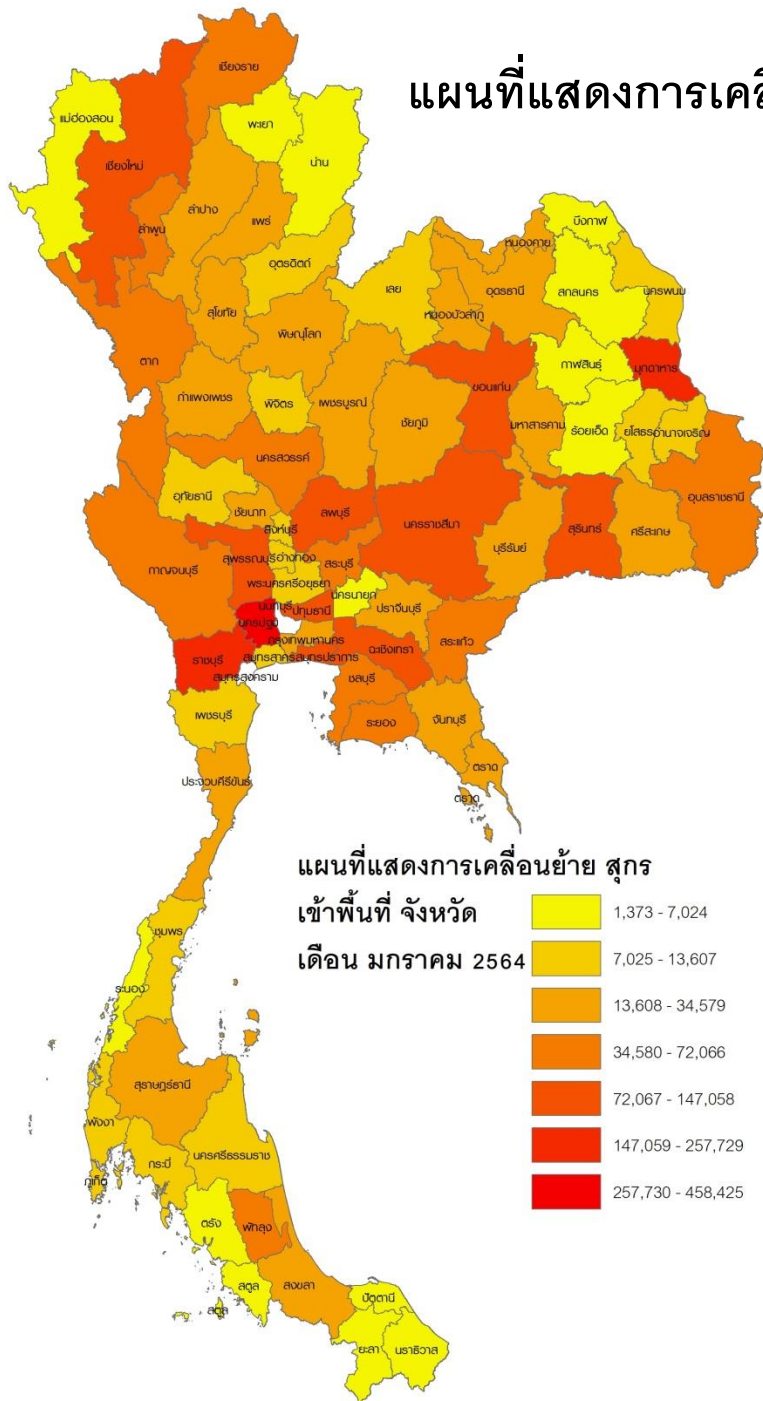 แผนที่แสดงการเคลื
เชียงราย
แม่ฮ่องสอน
พะเยา
เชียงใหม่
น่าน
ลำปาง
ลำพูน
แพร่
บึงกาฬ
หนองคาย
อุตรดิตถ์
เลย
อุดรธานี
สกลนคร
นครพนม
สุโขทัย
หนองบัวลำภู
พิษณุโลก
ตาก
กาฬสินธุ์
มุกดาหาร
ขอนแก่น
กำแพงเพชร
พิจิตร
เพชรบูรณ์
ชัยภูมิ
มหาสารคาม
ร้อยเอ็ด
ยโสธร
อำนาจเจริญ
นครสวรรค์
อุทัยธานี
ชัยนาท
ลพบุรี
นครราชสีมา
บุรีรัมย์
สุรินทร์
ศรีสะเกษ
อุบลราชธานี
สิงห์บุรี
กาญจนบุรี
สุพรรณบุรี
อ่างทอง
สระบุรี
พระนครศรีอยุธยา
นครนายก
นนทบุรี
ปทุมธานี
ปราจีนบุรี
นครปฐม
กรุงเทพมหานคร
ฉะเชิงเทรา
สระแก้ว
ราชบุรี
สมุทรสาคร
สมุทรปราการ
สมุทรสงคราม
ชลบุรี
เพชรบุรี
ระยอง
จันทบุรี
ตราด
ประจวบคีรีขันธ์
ตราด
แผนที่แสดงการเคลื่อนย้าย สุกร
เข้าพื้นที่ จังหวัด
เดือน มกราคม 2564
1,373 - 7,024
7,025 - 13,607
13,608 - 34,579
34,580 - 72,066
72,067 - 147,058
147,059 - 257,729
257,730 - 458,425
ชุมพร
ระนอง
สุราษฎร์ธานี
พังงา
นครศรีธรรมราช
กระบี่
ภูเก็ต
ตรัง
พัทลุง
สตูล
สงขลา
สตูล
ปัตตานี
ยะลา
นราธิวาส